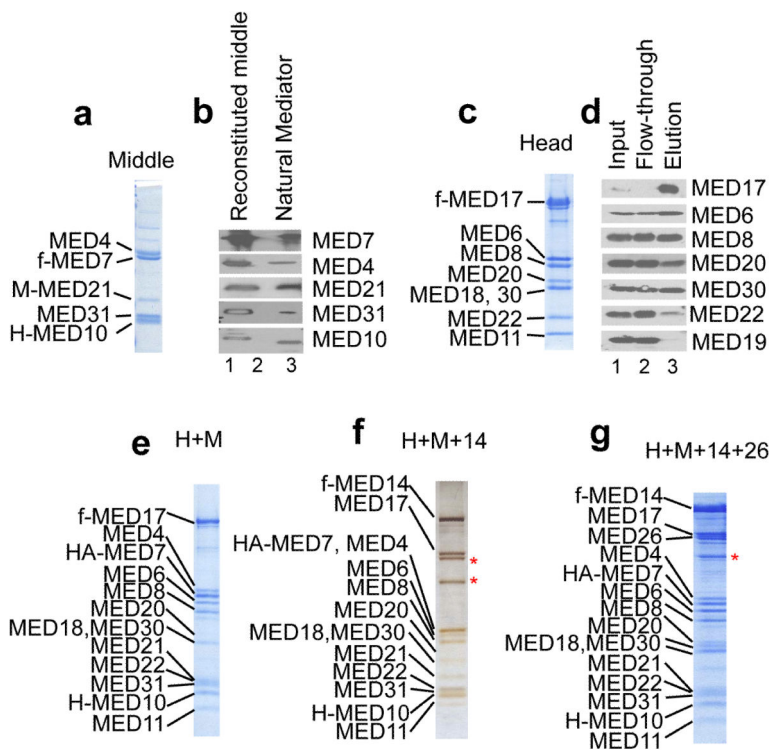 a
Middle
MED4
f-MED7
M-MED21
MED31
H-MED10
b
Reconstituted middle
Natural Mediator
MED7
MED4
MED21
MED31
MED10
1 2 3
c
Head
f-MED17
MED6
MED8
MED20
MED18, 30
MED22
MED11
d
Input
Flow-through
Elution
MED17
MED6
MED8
MED20
MED30
MED22
MED19
1 2 3
e
H+M
f-MED17
MED4
HA-MED7
MED6
MED8
MED20
MED18,MED30
MED21
MED22
MED31
H-MED10
MED11
f
H+M+14
f-MED14
MED17
HA-MED7, MED4
MED6
MED8
MED20
MED18,MED30
MED21
MED22
MED31
H-MED10
MED11
*
*
g
H+M+14+26
f-MED14
MED17
MED26
MED4
HA-MED7
MED6
MED8
MED20
MED18,MED30
MED21
MED22
MED31
H-MED10
MED11
*